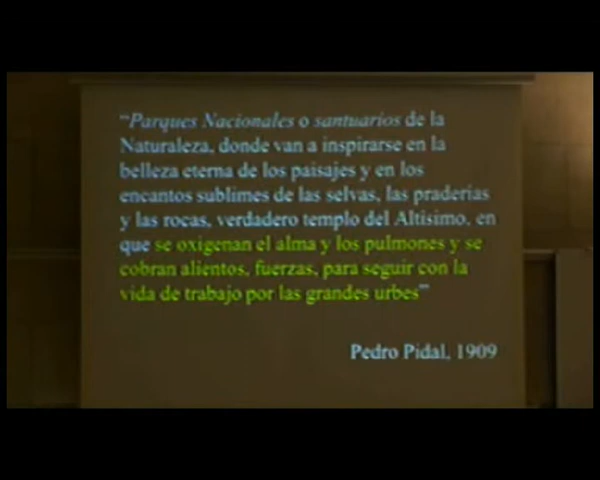 "Parques Nacionales o santuarios de la
Naturaleza, donde van a inspirarse en la
belleza eterna de los paisajes y en los
encantos sublimes de las selvas, las praderías
y las rocas, verdadero templo del Altísimo, en
que se oxigenan el alma y los pulmones y se
cobran alientos, fuerzas, para seguir con la
vida de trabajo por las grandes urbes"
Pedro Pidal, 1909